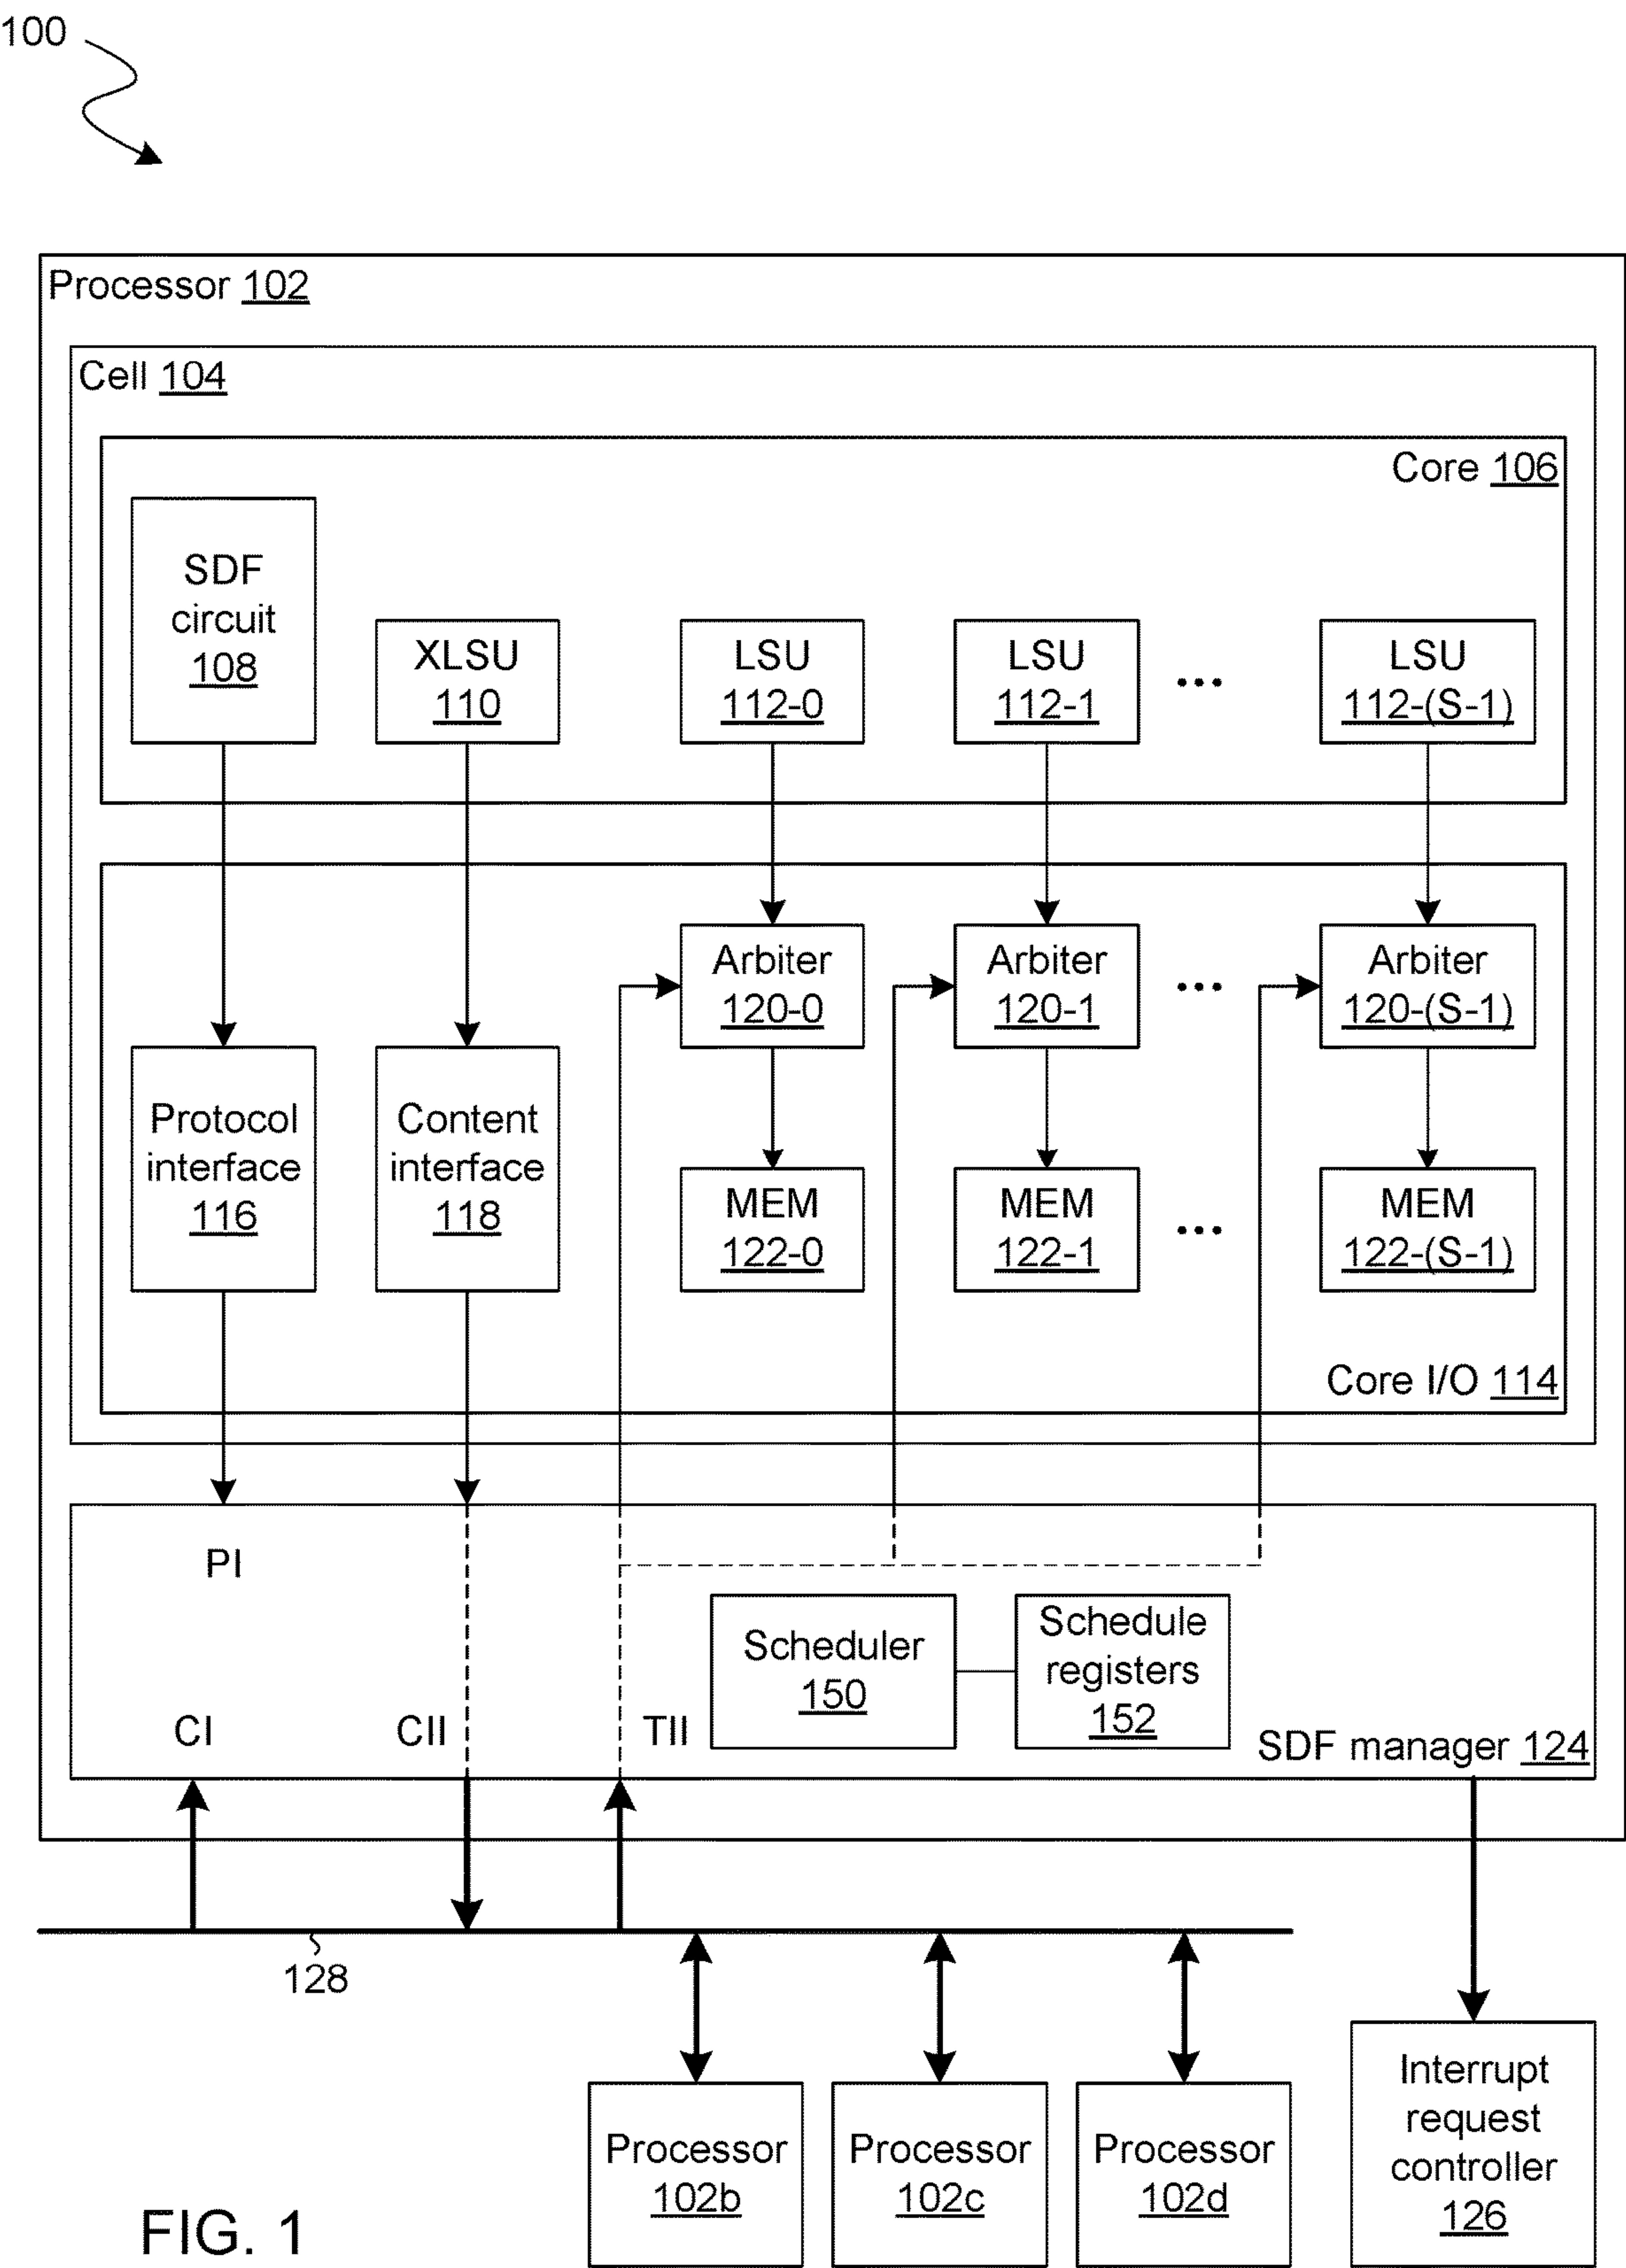 100
Processor 102
Cell 104
Core 106
SDF
circuit
108
XLSU
110
LSU
112-0
LSU
112-1
...
LSU
112-(S-1)
Arbiter
120-0
Arbiter
120-1
...
Arbiter
120-(S-1)
Protocol
interface
116
Content
interface
118
MEM
122-0
MEM
122-1
...
MEM
122-(S-1)
Core I/O 114
PI
Scheduler
150
Schedule
registers
152
CI
CII
TII
SDF manager 124
128
Processor
102b
Processor
102c
Processor
102d
Interrupt
request
controller
126
FIG. 1